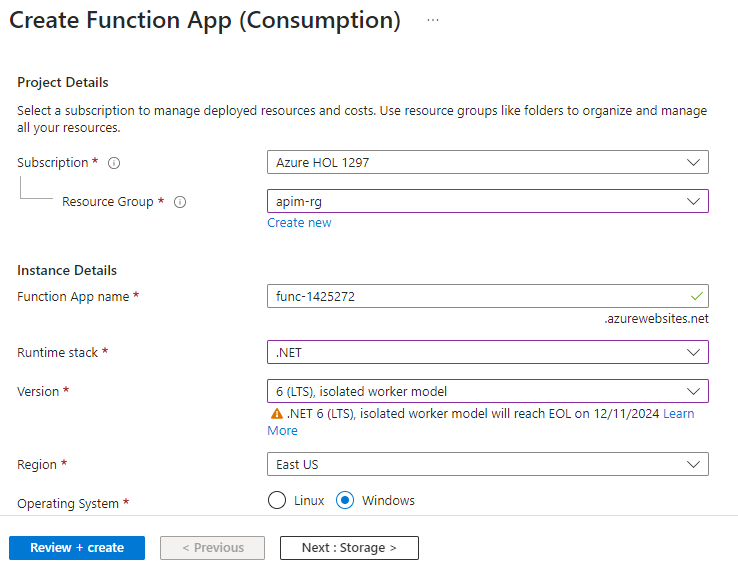 Create Function App (Consumption) ...
Project Details
Select a subscription to manage deployed resources and costs. Use resource groups like folders to organize and manage
all your resources.
Subscription * Azure HOL 1297
Resource Group * apim-rg
Create new
Instance Details
Function App name * func-1425272
.azurewebsites.net
Runtime stack * .NET
Version * 6 (LTS), isolated worker model
.NET 6 (LTS), isolated worker model will reach EOL on 12/11/2024 Learn
More
Region * East US
Operating System * Linux Windows
Review + create < Previous Next : Storage >